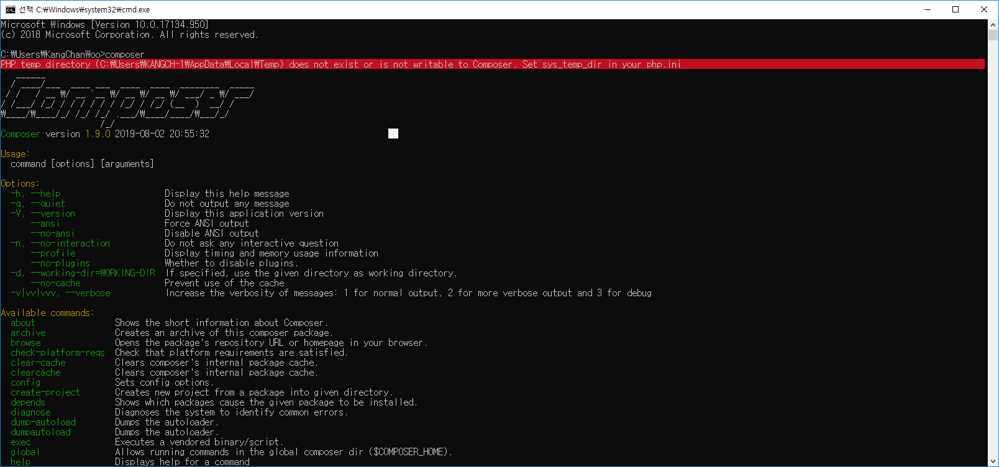 선택 C:₩Windows₩system32₩cmd.exe
Microsoft Windows [Version 10.0.17134.950]
(c) 2018 Microsoft Corporation. All rights reserved.
C:₩Users₩KangChanWoo>composer
PHP temp directory (C:₩Users₩KANGCH~1₩AppData₩Local₩Temp) does not exist or is not writable to Composer. Set sys_temp_dir in your php.ini
   ______
  / ____/___  ____ ___  ____  ____  ________  _____
 / /   / __ ₩/ __ `__ ₩/ __ ₩/ __ ₩/ ___/ _ ₩/ ___/
/ /___/ /_/ / / / / / / /_/ / /_/ (__  )  __/ /
₩____/₩____/_/ /_/ /_/ .___/₩____/____/₩___/_/
                    /_/
Composer version 1.9.0 2019-08-02 20:55:32
Usage:
  command [options] [arguments]
Options:
  -h, --help                     Display this help message
  -q, --quiet                    Do not output any message
  -V, --version                  Display this application version
      --ansi                     Force ANSI output
      --no-ansi                  Disable ANSI output
  -n, --no-interaction           Do not ask any interactive question
      --profile                  Display timing and memory usage information
      --no-plugins               Whether to disable plugins.
  -d, --working-dir=WORKING-DIR  If specified, use the given directory as working directory.
      --no-cache                 Prevent use of the cache
  -v|vv|vvv, --verbose           Increase the verbosity of messages: 1 for normal output, 2 for more verbose output and 3 for debug
Available commands:
  about                Shows the short information about Composer.
  archive              Creates an archive of this composer package.
  browse               Opens the package's repository URL or homepage in your browser.
  check-platform-reqs  Check that platform requirements are satisfied.
  clear-cache          Clears composer's internal package cache.
  clearcache           Clears composer's internal package cache.
  config               Sets config options.
  create-project       Creates new project from a package into given directory.
  depends              Shows which packages cause the given package to be installed.
  diagnose             Diagnoses the system to identify common errors.
  dump-autoload        Dumps the autoloader.
  dumpautoload         Dumps the autoloader.
  exec                 Executes a vendored binary/script.
  global               Allows running commands in the global composer dir ($COMPOSER_HOME).
  help                 Displays help for a command